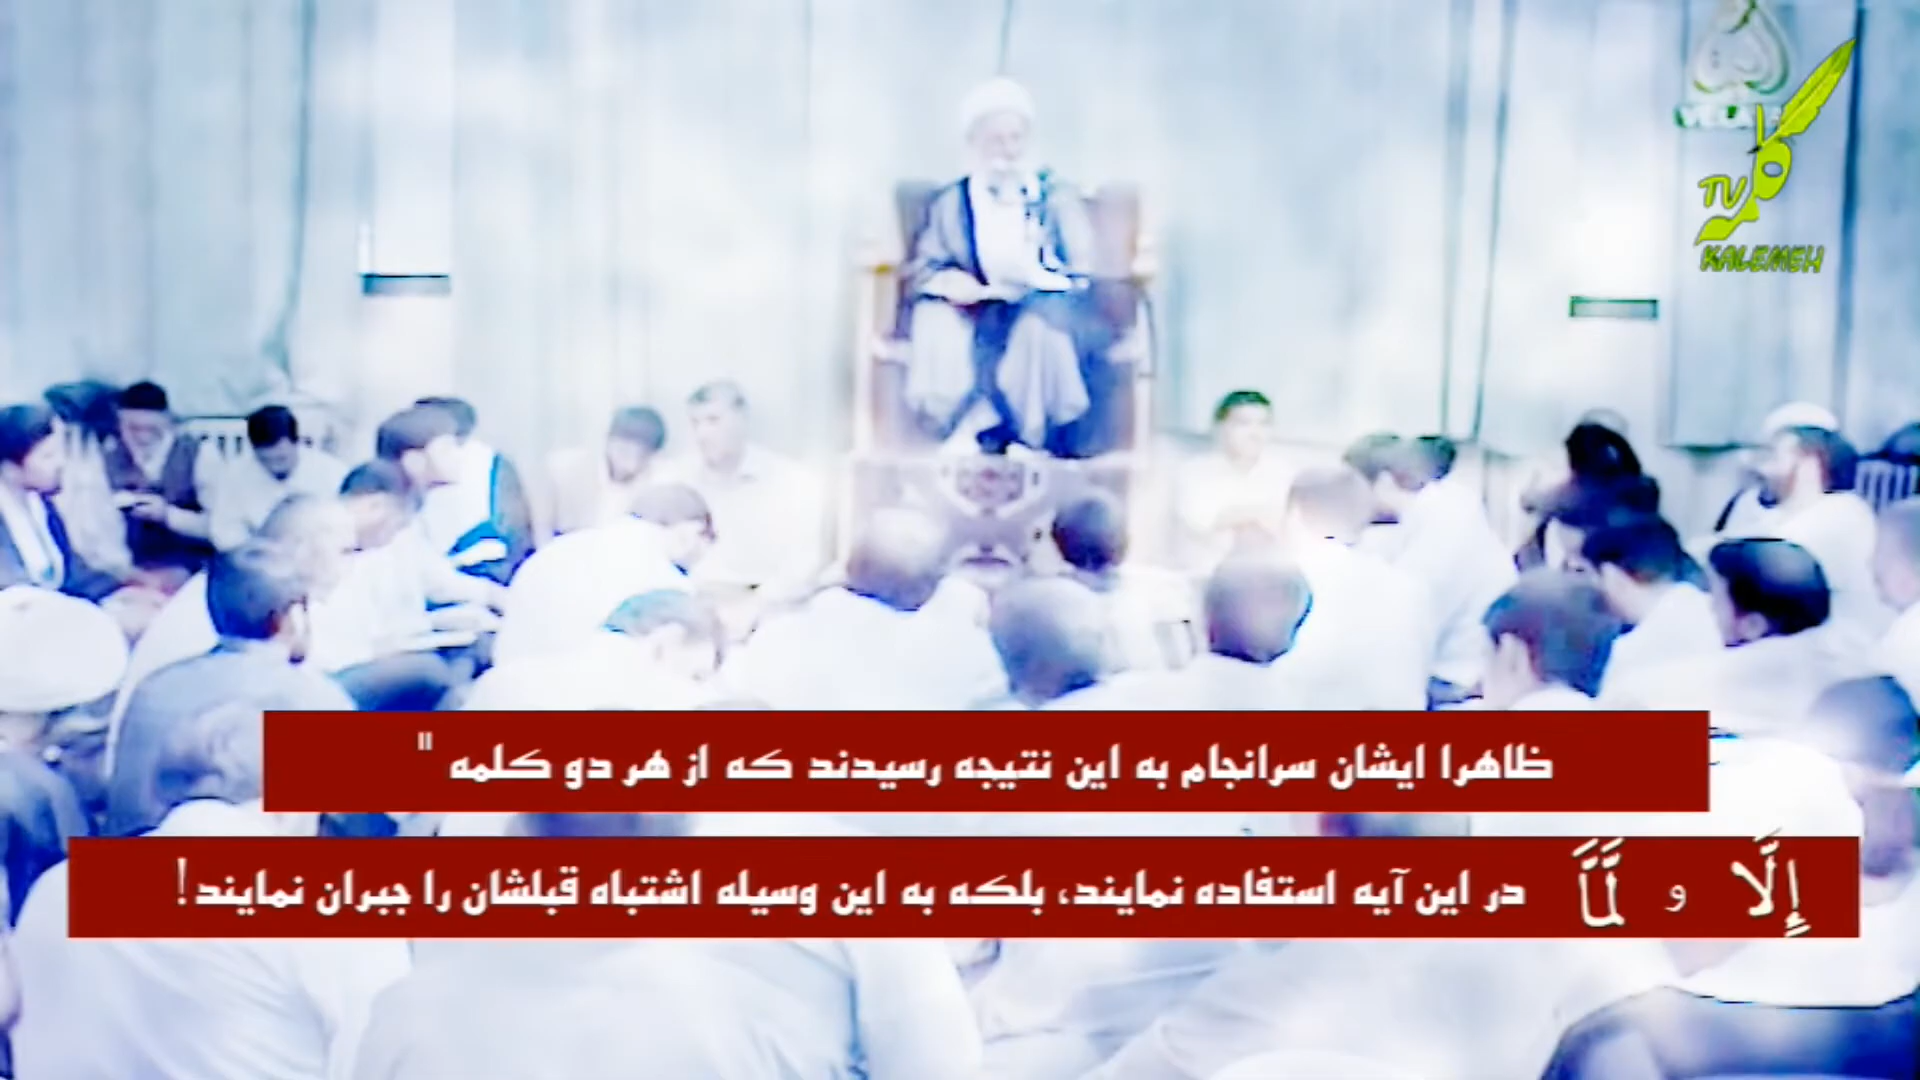 TV
KALEMEH
ظاهرا ایشان سرانجام به این نتیجه رسیدند که از هر دو کلمه "
إِلَّا و لَمَّا در این آیه استفاده نمایند، بلکه به این وسیله اشتباه قبلشان را جبران نمایند!